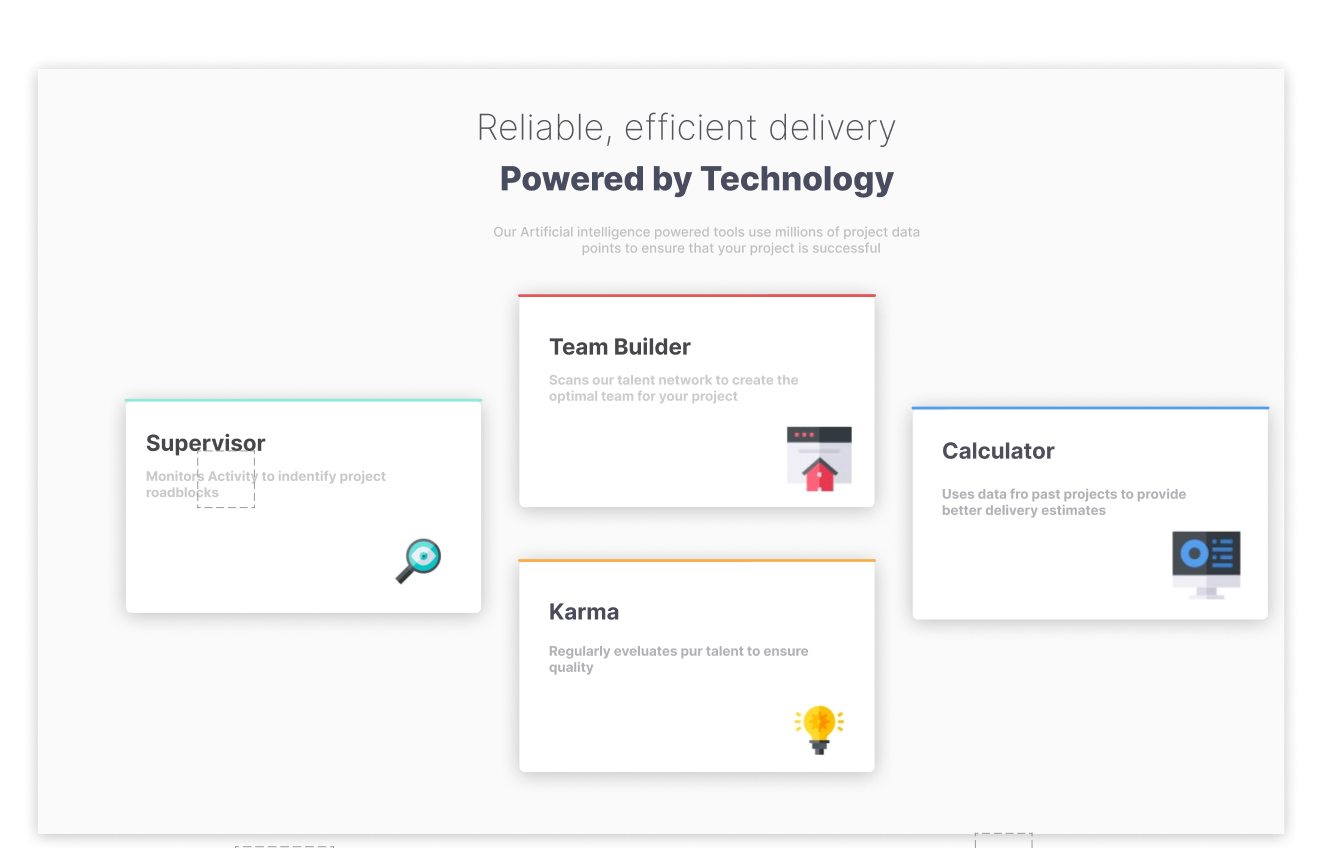 Reliable, efficient delivery
Powered by Technology
Our Artificial intelligence powered tools use millions of project data
points to ensure that your project is successful
Team Builder
Scans our talent network to create the
optimal team for your project
Supervisor
Monitors Activity to indentify project
roadblocks
Calculator
Uses data fro past projects to provide
better delivery estimates
Karma
Regularly eveluates pur talent to ensure
quality